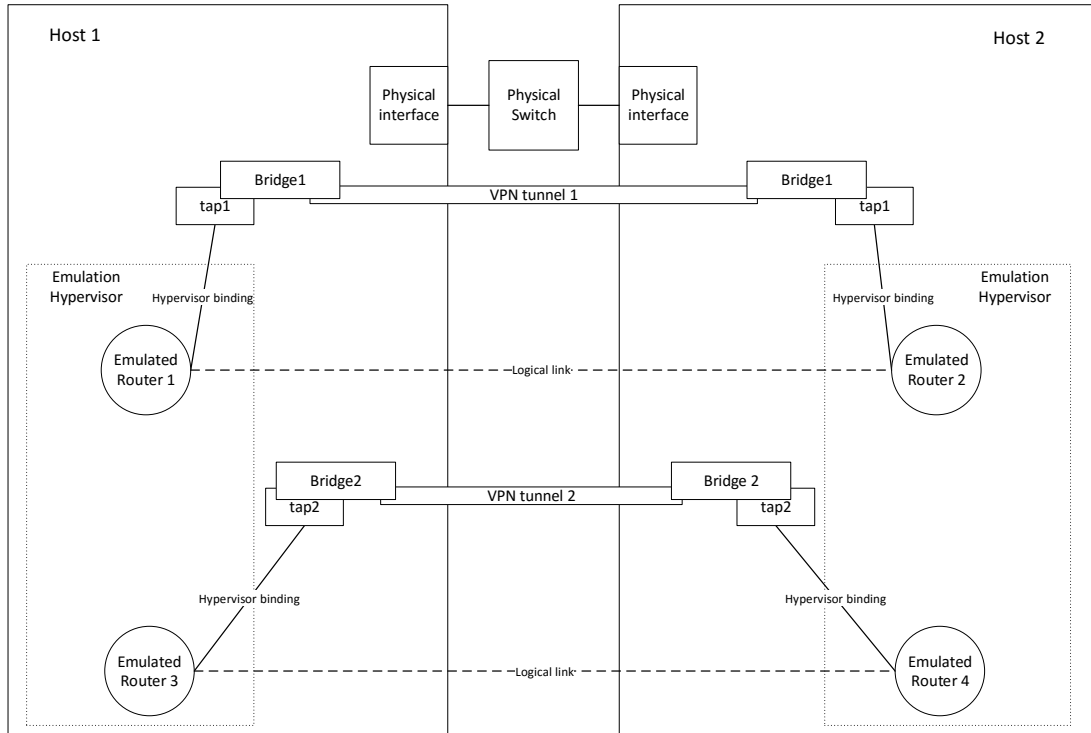 Host 1
Host 2
Physical
interface
Physical
Switch
Physical
interface
Bridge1
VPN tunnel 1
Bridge1
tap1
tap1
Emulation
Hypervisor
Emulation
Hypervisor
Hypervisor binding
Hypervisor binding
Emulated
Router 1
Logical link
Emulated
Router 2
Bridge2
VPN tunnel 2
Bridge 2
tap2
tap2
Hypervisor binding
Hypervisor binding
Emulated
Router 3
Logical link
Emulated
Router 4